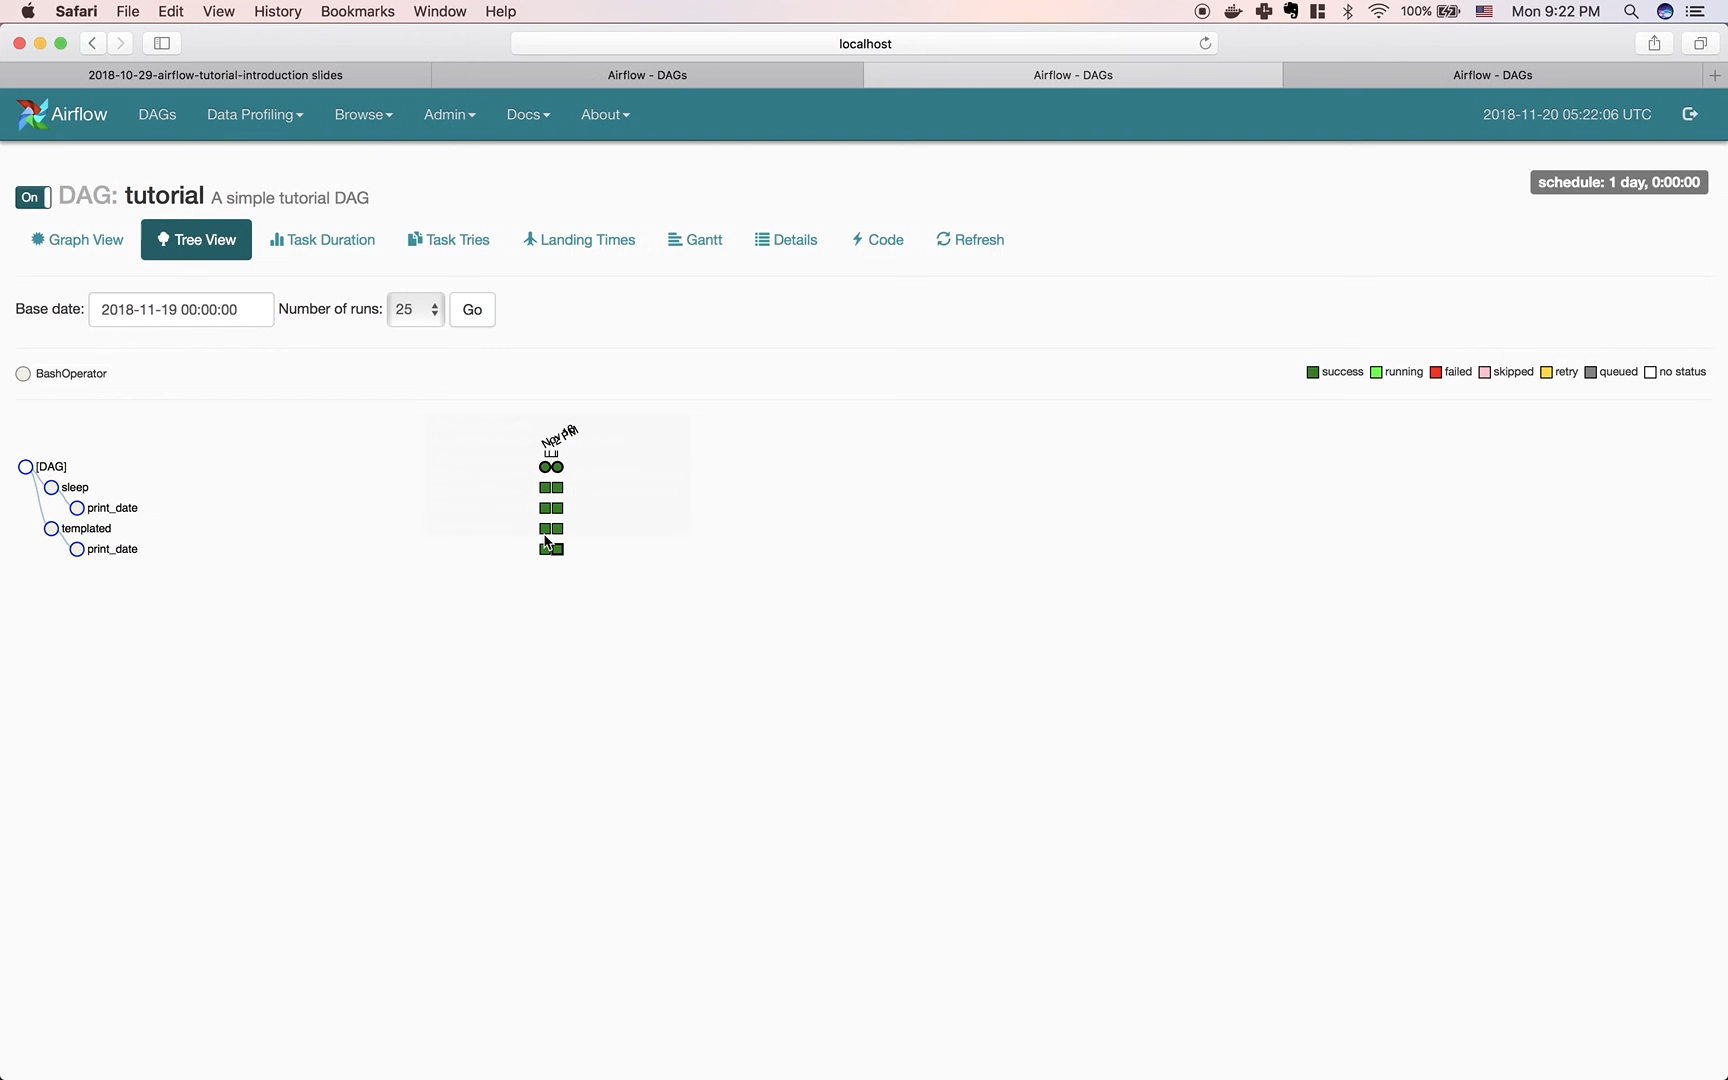 Safari File Edit View History Bookmarks Window Help 100% Mon 9:22 PM
localhost
2018-10-29-airflow-tutorial-introduction slides Airflow - DAGs Airflow - DAGs Airflow - DAGs
Airflow DAGs Data Profiling Browse Admin Docs About 2018-11-20 05:22:06 UTC
On DAG: tutorial A simple tutorial DAG schedule: 1 day, 0:00:00
Graph View Tree View Task Duration Task Tries Landing Times Gantt Details Code Refresh
Base date: 2018-11-19 00:00:00 Number of runs: 25 Go
BashOperator success running failed skipped retry queued no status
[DAG]
sleep
print_date
templated
print_date